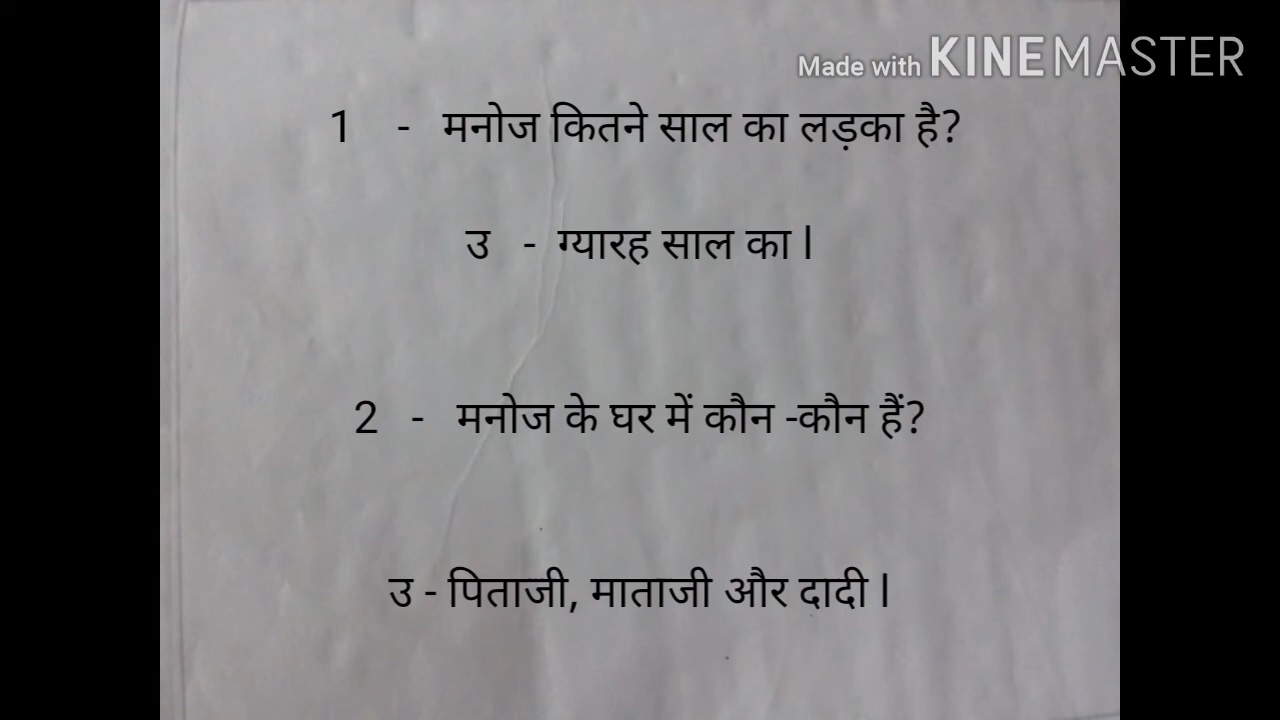 Made with KINEMASTER
1 - मनोज कितने साल का लड़का है?
उ - ग्यारह साल का l
2 - मनोज के घर में कौन -कौन हैं?
उ - पिताजी, माताजी और दादी l